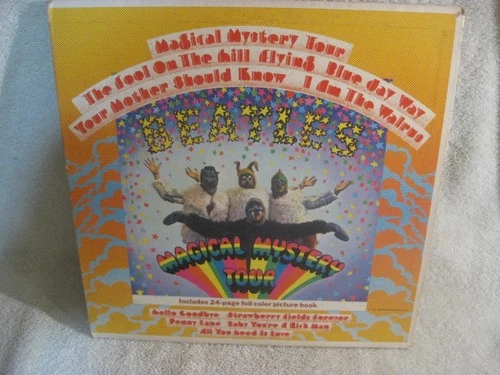 Magical Mystery Tour
The Fool On The Hill Flying Blue Jay Way
Your Mother Should Know I Am The Walrus
BEATLES
MAGICAL MYSTERY
TOUR
Includes 24-page full color picture book
Hello Goodbye Strawberry Fields Forever
Penny Lane Baby You're A Rich Man
All You Need Is Love